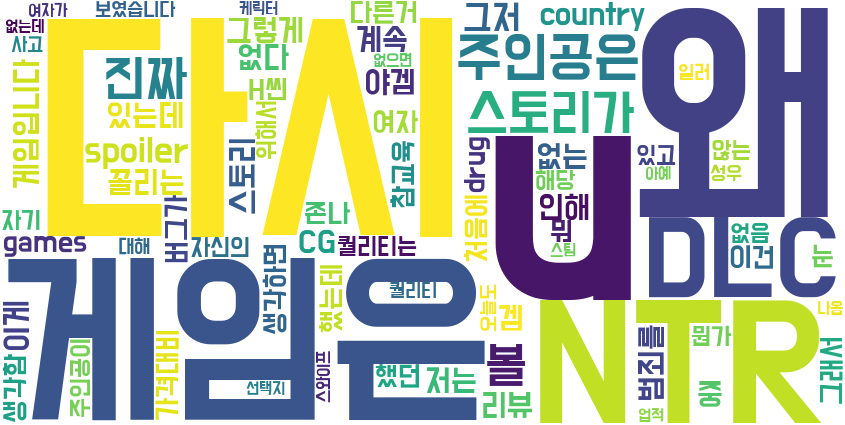 여자가
보였습니다
케릭터
없는데
사고
그렇게
없다
다른거
계속
없으면
그저
country
진짜
H씬
야겜
주인공은
일러
왜
다시
있는데
위해서
여자
스토리가
게임입니다
spoiler
꼴리는
스토리
참교육
drug
없는
있고
않는
해당
아예
성우
u
인해
자기
버그가
존나
처음에
뭐
없음
games
대해
자신의
CG
퀄리티는
스팀
DLC
이건
는
게임은
생각하면
했는데
퀄리티
오늘도
겜
NTR
나옴
이게
생각함
주인공이
가격대비
선택지
스와이프
했던
저는
볼
리뷰
범죄를
뭔가
중
그래서
업적